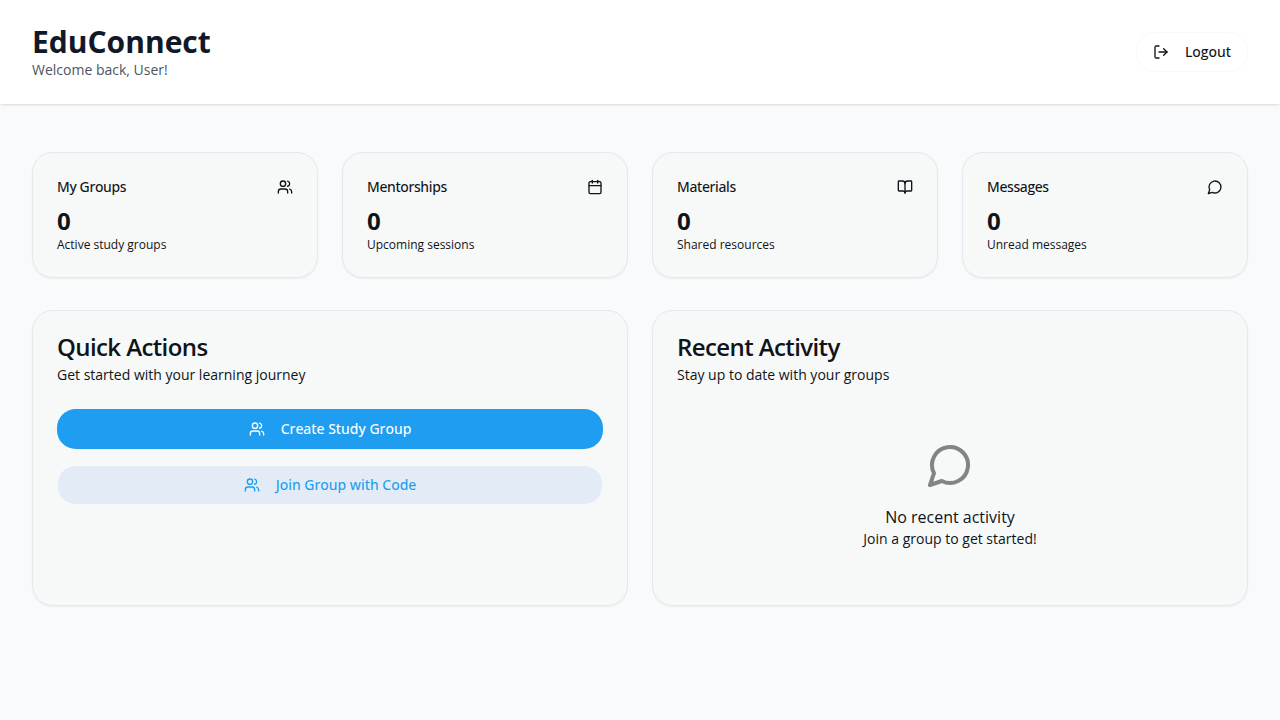 EduConnect
Welcome back, User!
Logout
My Groups
0
Active study groups
Mentorships
0
Upcoming sessions
Materials
0
Shared resources
Messages
0
Unread messages
Quick Actions
Get started with your learning journey
Create Study Group
Join Group with Code
Recent Activity
Stay up to date with your groups
No recent activity
Join a group to get started!